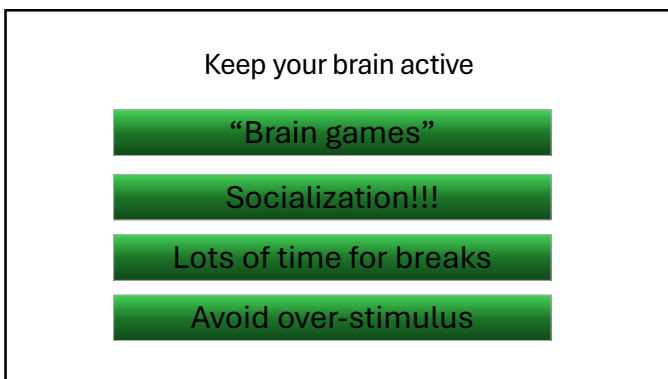 Keep your brain active
“Brain games”
Socialization!!!
Lots of time for breaks
Avoid over-stimulus